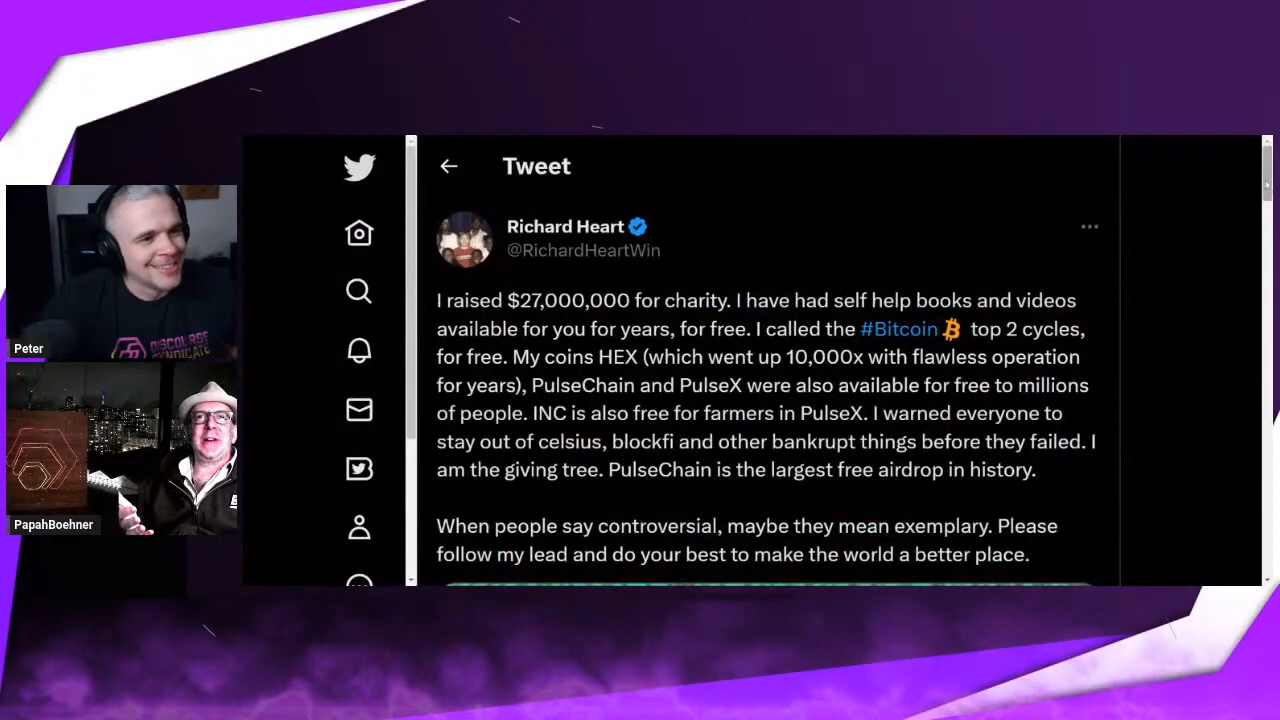 Tweet
Richard Heart
@RichardHeartWin
I raised $27,000,000 for charity. I have had self help books and videos
available for you for years, for free. I called the #Bitcoin top 2 cycles,
for free. My coins HEX (which went up 10,000x with flawless operation
for years), PulseChain and PulseX were also available for free to millions
of people. INC is also free for farmers in PulseX. I warned everyone to
stay out of celsius, blockfi and other bankrupt things before they failed. I
am the giving tree. PulseChain is the largest free airdrop in history.
When people say controversial, maybe they mean exemplary. Please
follow my lead and do your best to make the world a better place.
DISCOURSE
SYNDICATE
Peter
PapahBoehner